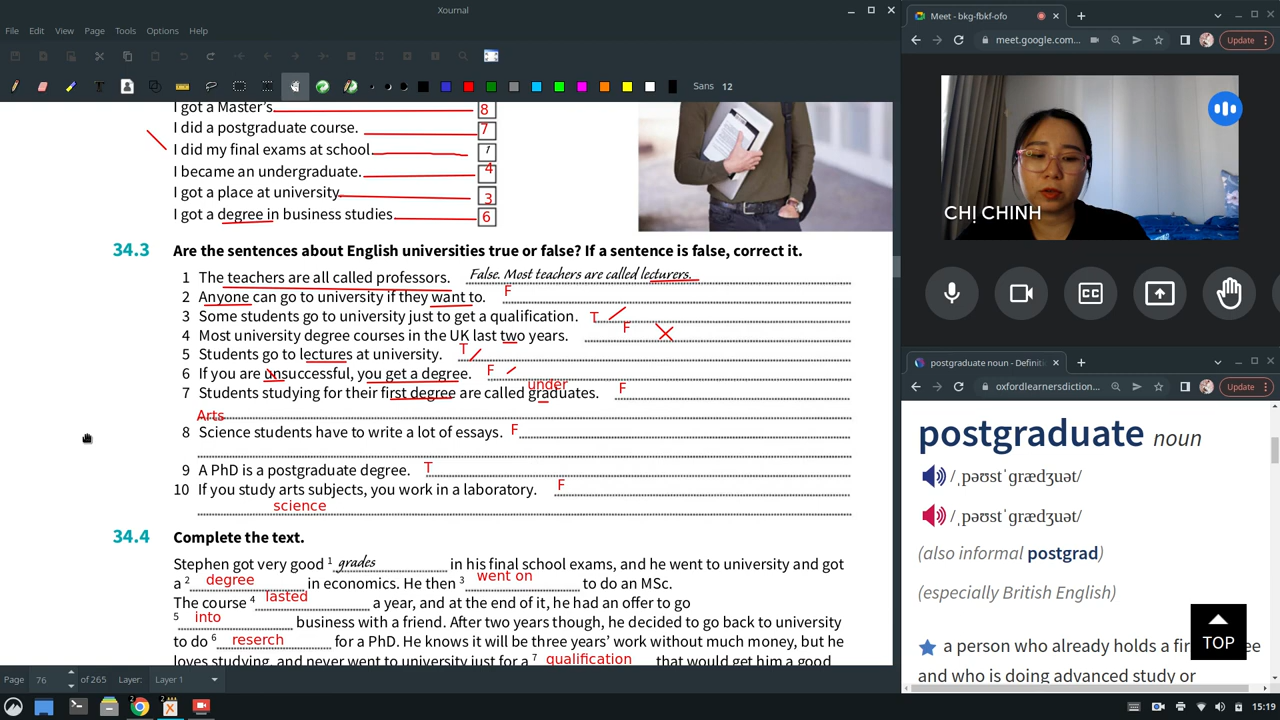 Xournal
File Edit View Page Tools Options Help
Sans 12
I got a Master's. 8
I did a postgraduate course. 7
I did my final exams at school. 1
I became an undergraduate. 4
I got a place at university. 3
I got a degree in business studies. 6
34.3 Are the sentences about English universities true or false? If a sentence is false, correct it.
1 The teachers are all called professors. False. Most teachers are called lecturers.
2 Anyone can go to university if they want to. F
3 Some students go to university just to get a qualification. T
4 Most university degree courses in the UK last two years. F
5 Students go to lectures at university. T
6 If you are unsuccessful, you get a degree. F
under
7 Students studying for their first degree are called graduates. F
Arts
8 Science students have to write a lot of essays. F
9 A PhD is a postgraduate degree. T
10 If you study arts subjects, you work in a laboratory. F
science
34.4 Complete the text.
Stephen got very good 1 grades in his final school exams, and he went to university and got
a 2 degree in economics. He then 3 went on to do an MSc.
The course 4 lasted a year, and at the end of it, he had an offer to go
5 into business with a friend. After two years though, he decided to go back to university
to do 6 reserch for a PhD. He knows it will be three years' work without much money, but he
loves studying, and never went to university just for a 7 qualification that would get him a good
Page 76 of 265 Layer: Layer 1
Meet - bkg-fbkf-ofo
meet.google.com... Update
CHỊ CHINH
postgraduate noun - Definit
oxfordlearnersdiction... Update
postgraduate noun
/ˌpəʊstˈɡrædʒuət/
/ˌpəʊstˈɡrædʒuət/
(also informal postgrad)
(especially British English)
TOP
a person who already holds a fir ee
and who is doing advanced study or
2 2
15:19